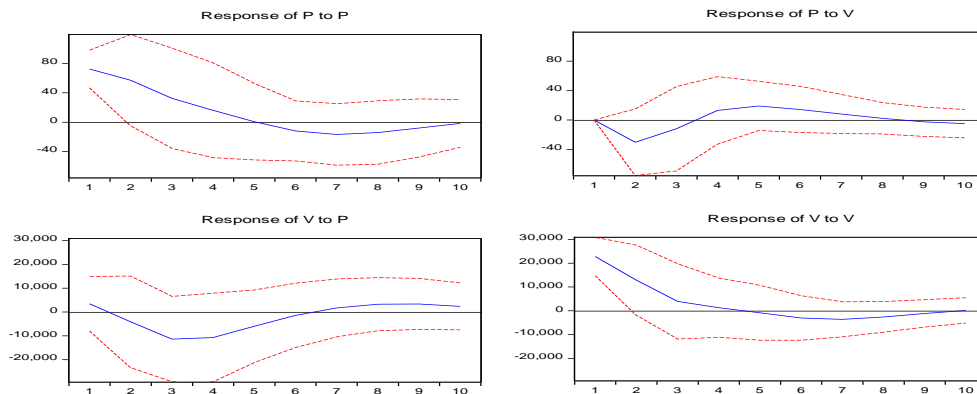 Response of P to P
80
40
0
-40
1 2 3 4 5 6 7 8 9 10
Response of P to V
80
40
0
-40
1 2 3 4 5 6 7 8 9 10
Response of V to P
30,000
20,000
10,000
0
-10,000
-20,000
1 2 3 4 5 6 7 8 9 10
Response of V to V
30,000
20,000
10,000
0
-10,000
-20,000
1 2 3 4 5 6 7 8 9 10